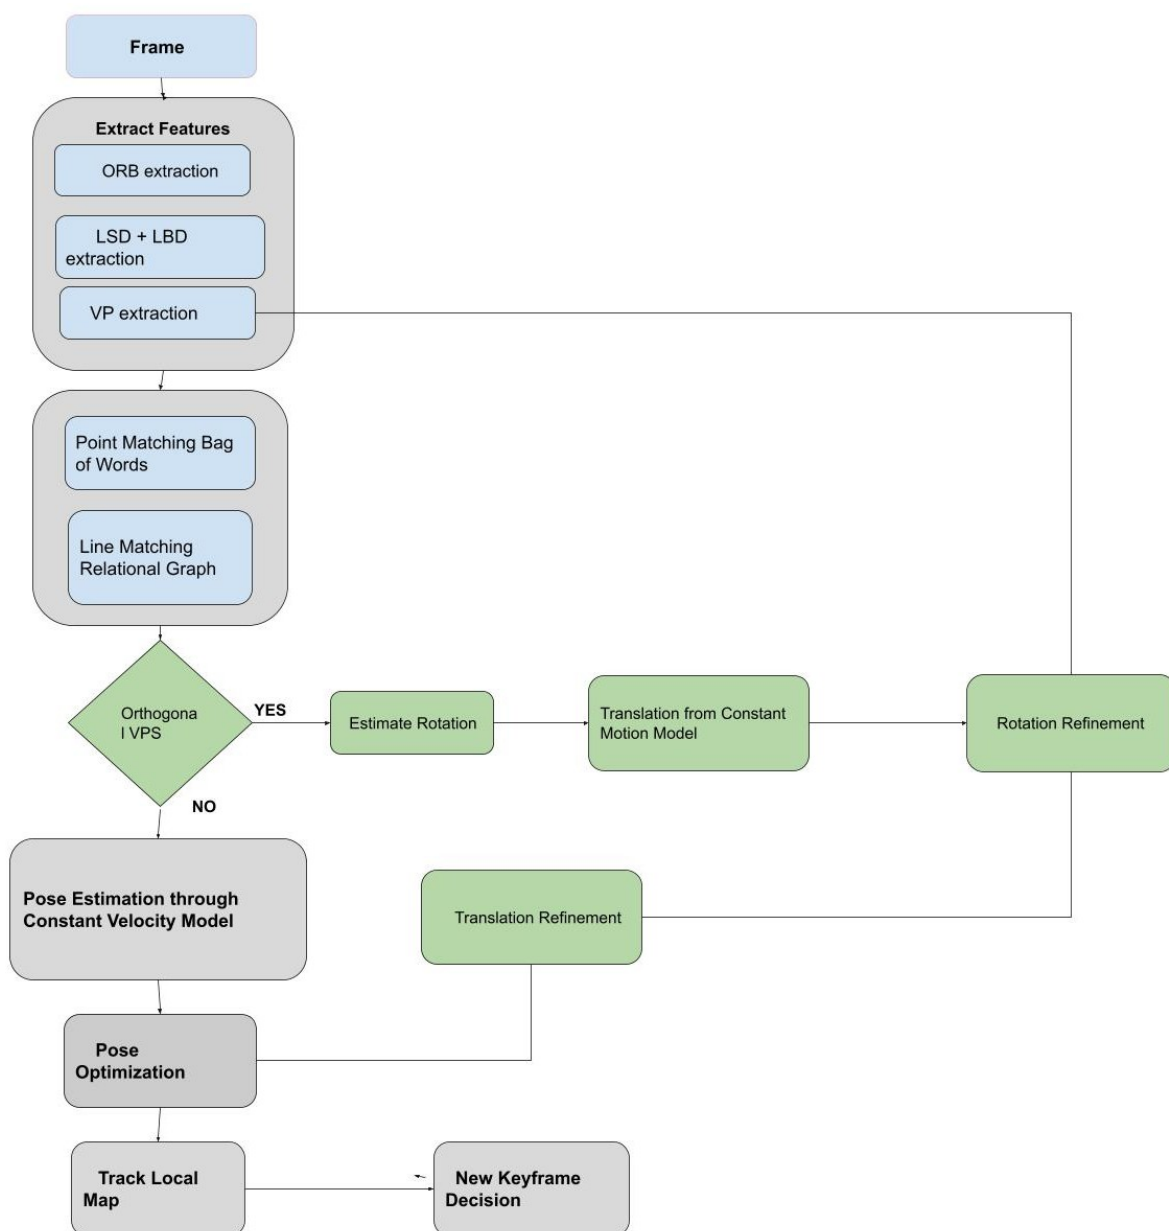 Frame
Extract Features
ORB extraction
LSD + LBD
extraction
VP extraction
Point Matching Bag
of Words
Line Matching
Relational Graph
Orthogona
l VPS
YES
Estimate Rotation
Translation from Constant
Motion Model
Rotation Refinement
NO
Pose Estimation through
Constant Velocity Model
Translation Refinement
Pose
Optimization
Track Local
Map
New Keyframe
Decision